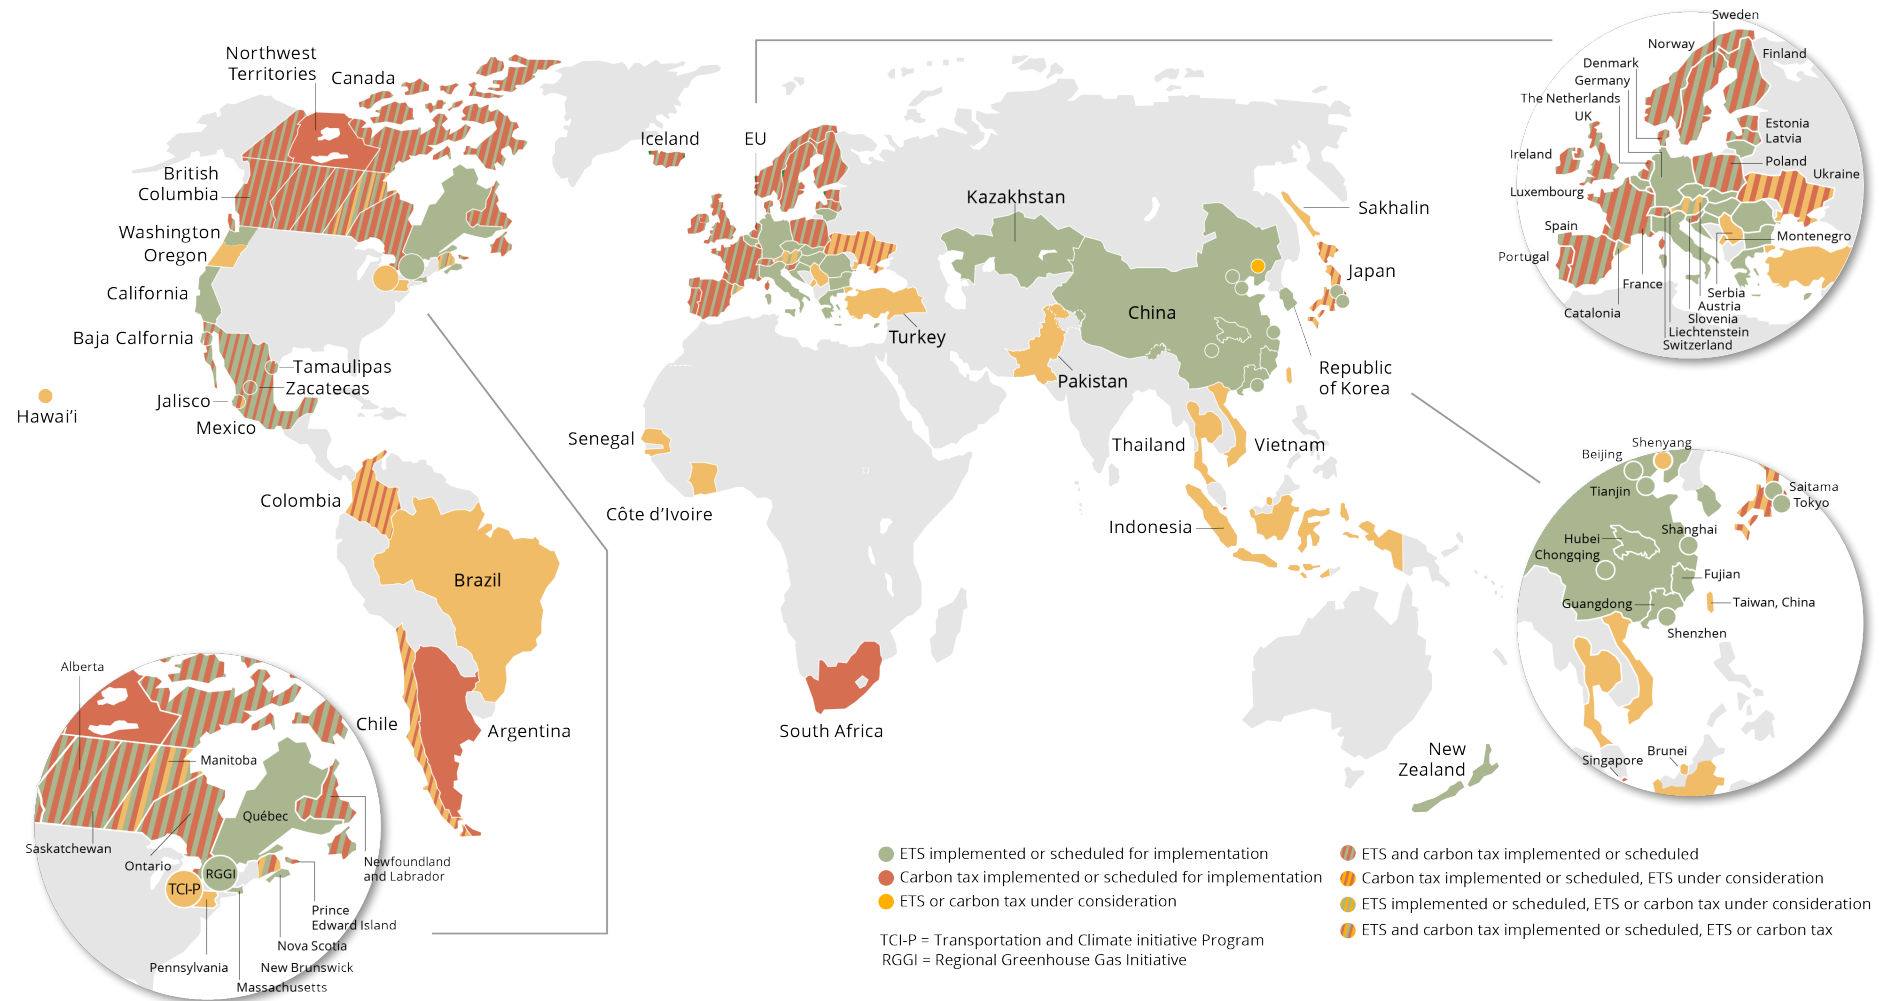 Northwest
Territories
Canada
British
Columbia
Washington
Oregon
California
Baja Calfornia
Tamaulipas
Zacatecas
Jalisco
Mexico
Hawai‘i
Colombia
Brazil
Chile
Argentina
Iceland
EU
Kazakhstan
China
Turkey
Pakistan
Senegal
Côte d’Ivoire
South Africa
Sakhalin
Japan
Republic
of Korea
Thailand
Vietnam
Indonesia
New
Zealand
Sweden
Norway
Finland
Denmark
Germany
The Netherlands
UK
Estonia
Latvia
Ireland
Poland
Ukraine
Luxembourg
Spain
Montenegro
Portugal
France
Serbia
Austria
Catalonia
Slovenia
Liechtenstein
Switzerland
Shenyang
Beijing
Tianjin
Saitama
Tokyo
Shanghai
Hubei
Chongqing
Fujian
Guangdong
Taiwan, China
Shenzhen
Brunei
Singapore
Alberta
Manitoba
Québec
Saskatchewan
Ontario
RGGI
TCI-P
Newfoundland
and Labrador
Prince
Edward Island
Nova Scotia
Pennsylvania
New Brunswick
Massachusetts
ETS implemented or scheduled for implementation
Carbon tax implemented or scheduled for implementation
ETS or carbon tax under consideration
TCI-P = Transportation and Climate initiative Program
RGGI = Regional Greenhouse Gas Initiative
ETS and carbon tax implemented or scheduled
Carbon tax implemented or scheduled, ETS under consideration
ETS implemented or scheduled, ETS or carbon tax under consideration
ETS and carbon tax implemented or scheduled, ETS or carbon tax